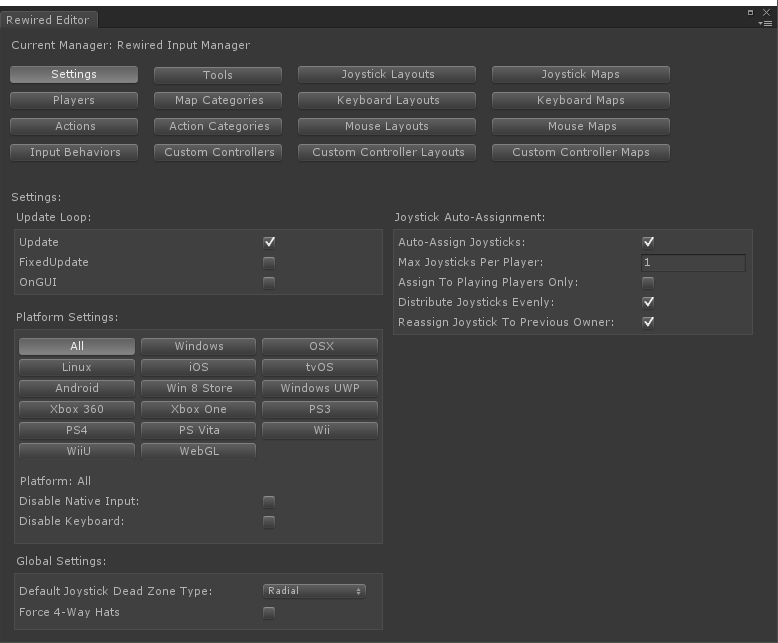 Rewired Editor
Current Manager: Rewired Input Manager
Settings Tools Joystick Layouts Joystick Maps
Players Map Categories Keyboard Layouts Keyboard Maps
Actions Action Categories Mouse Layouts Mouse Maps
Input Behaviors Custom Controllers Custom Controller Layouts Custom Controller Maps
Settings:
Update Loop:
Update
FixedUpdate
OnGUI
Platform Settings:
All Windows OSX
Linux iOS tvOS
Android Win 8 Store Windows UWP
Xbox 360 Xbox One PS3
PS4 PS Vita Wii
WiiU WebGL
Platform: All
Disable Native Input:
Disable Keyboard:
Global Settings:
Default Joystick Dead Zone Type: Radial
Force 4-Way Hats
Joystick Auto-Assignment:
Auto-Assign Joysticks:
Max Joysticks Per Player: 1
Assign To Playing Players Only:
Distribute Joysticks Evenly:
Reassign Joystick To Previous Owner: